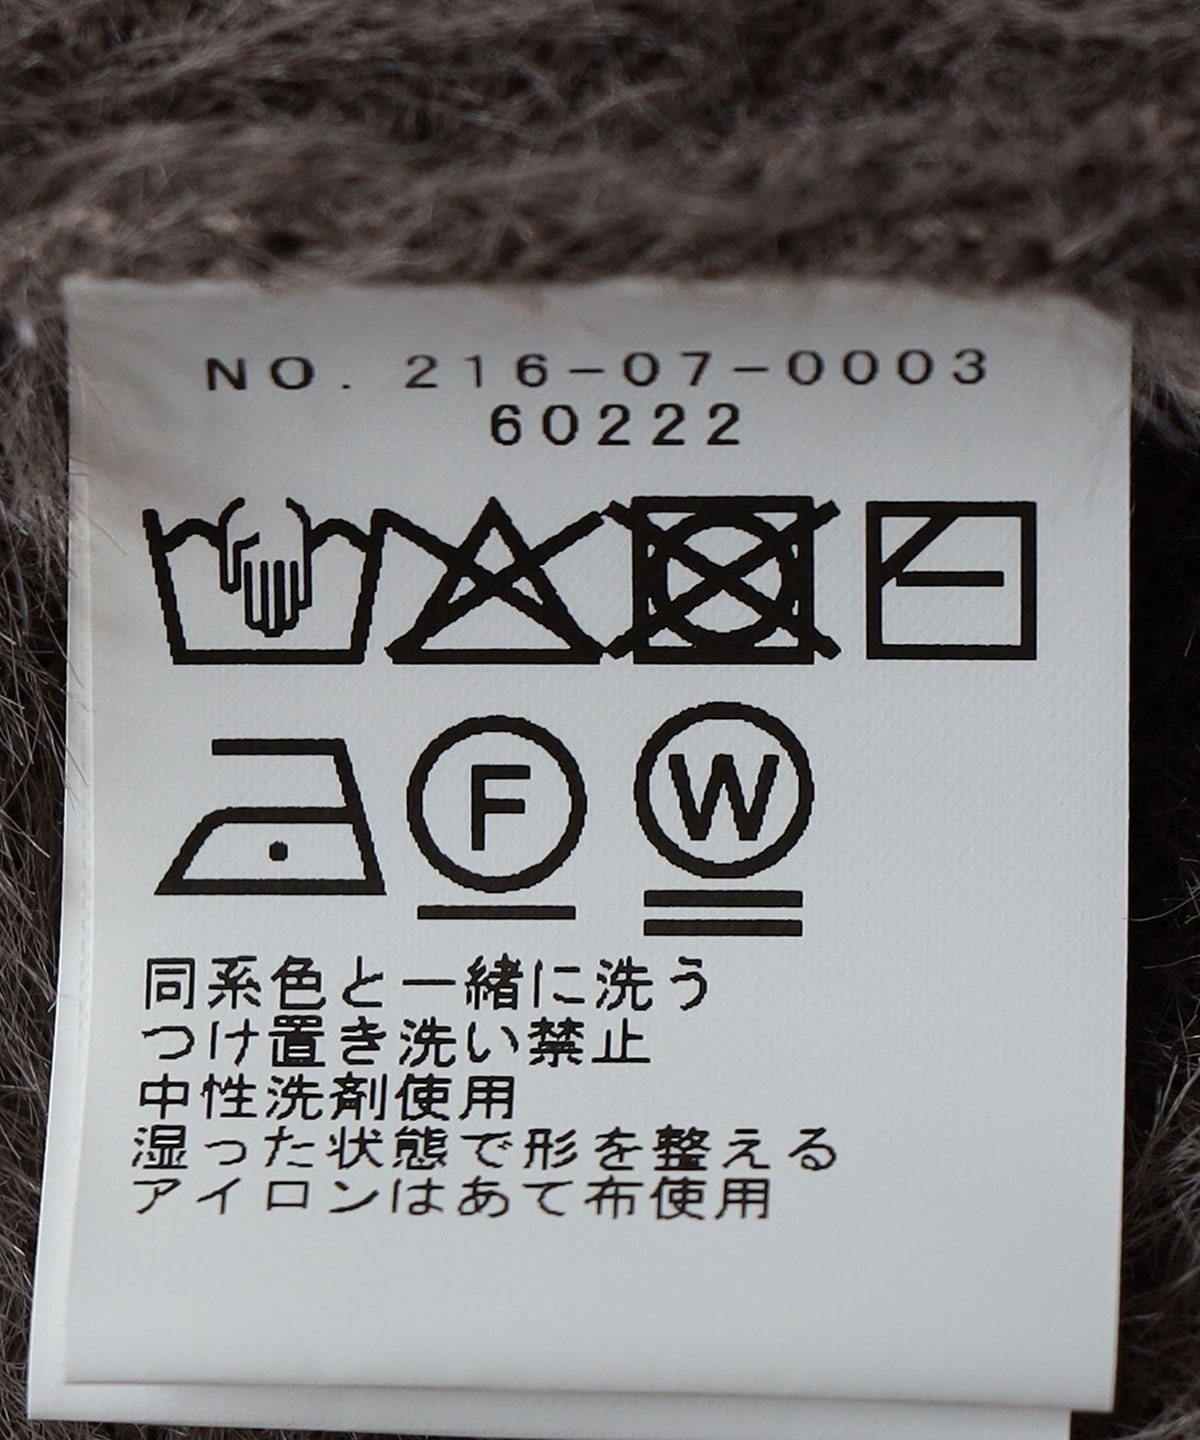 NO. 216-07-0003
60222
F
W
同系色と一緒に洗う
つけ置き洗い禁止
中性洗剤使用
湿った状態で形を整える
アイロンはあて布使用